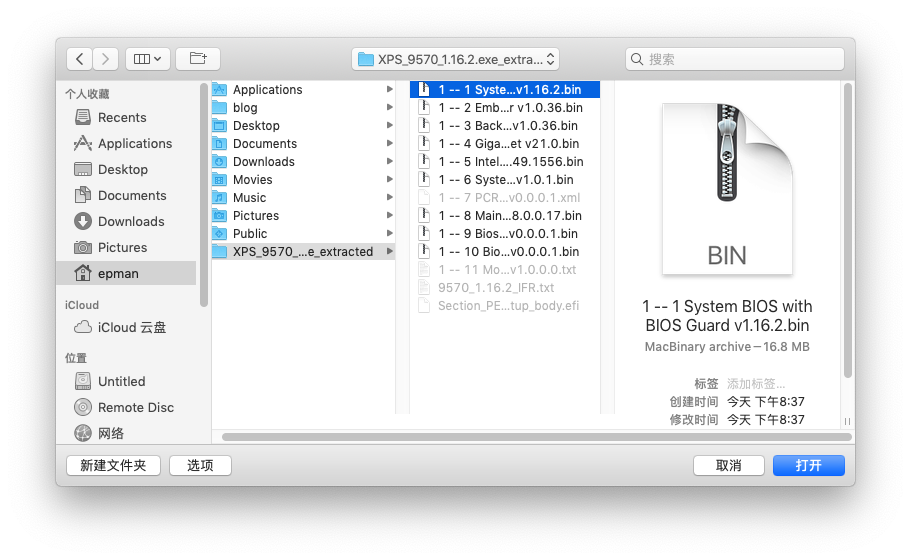 XPS_9570_1.16.2.exe_extra...
搜索
个人收藏
Recents
Applications
Desktop
Documents
Downloads
Pictures
epman
iCloud
iCloud 云盘
位置
Untitled
Remote Disc
网络
Applications
blog
Desktop
Documents
Downloads
Movies
Music
Pictures
Public
XPS_9570_...e_extracted
1 -- 1 Syste...v1.16.2.bin
1 -- 2 Emb...r v1.0.36.bin
1 -- 3 Back...v1.0.36.bin
1 -- 4 Giga...et v21.0.bin
1 -- 5 Intel....49.1556.bin
1 -- 6 Syste...v1.0.1.bin
1 -- 7 PCR...v0.0.0.1.xml
1 -- 8 Main...8.0.0.17.bin
1 -- 9 Bios...v0.0.0.1.bin
1 -- 10 Bio...v0.0.0.1.bin
1 -- 11 Mo...v1.0.0.0.txt
9570_1.16.2_IFR.txt
Section_PE...tup_body.efi
BIN
1 -- 1 System BIOS with
BIOS Guard v1.16.2.bin
MacBinary archive — 16.8 MB
标签 添加标签...
创建时间 今天 下午8:37
修改时间 今天 下午8:37
新建文件夹
选项
取消
打开